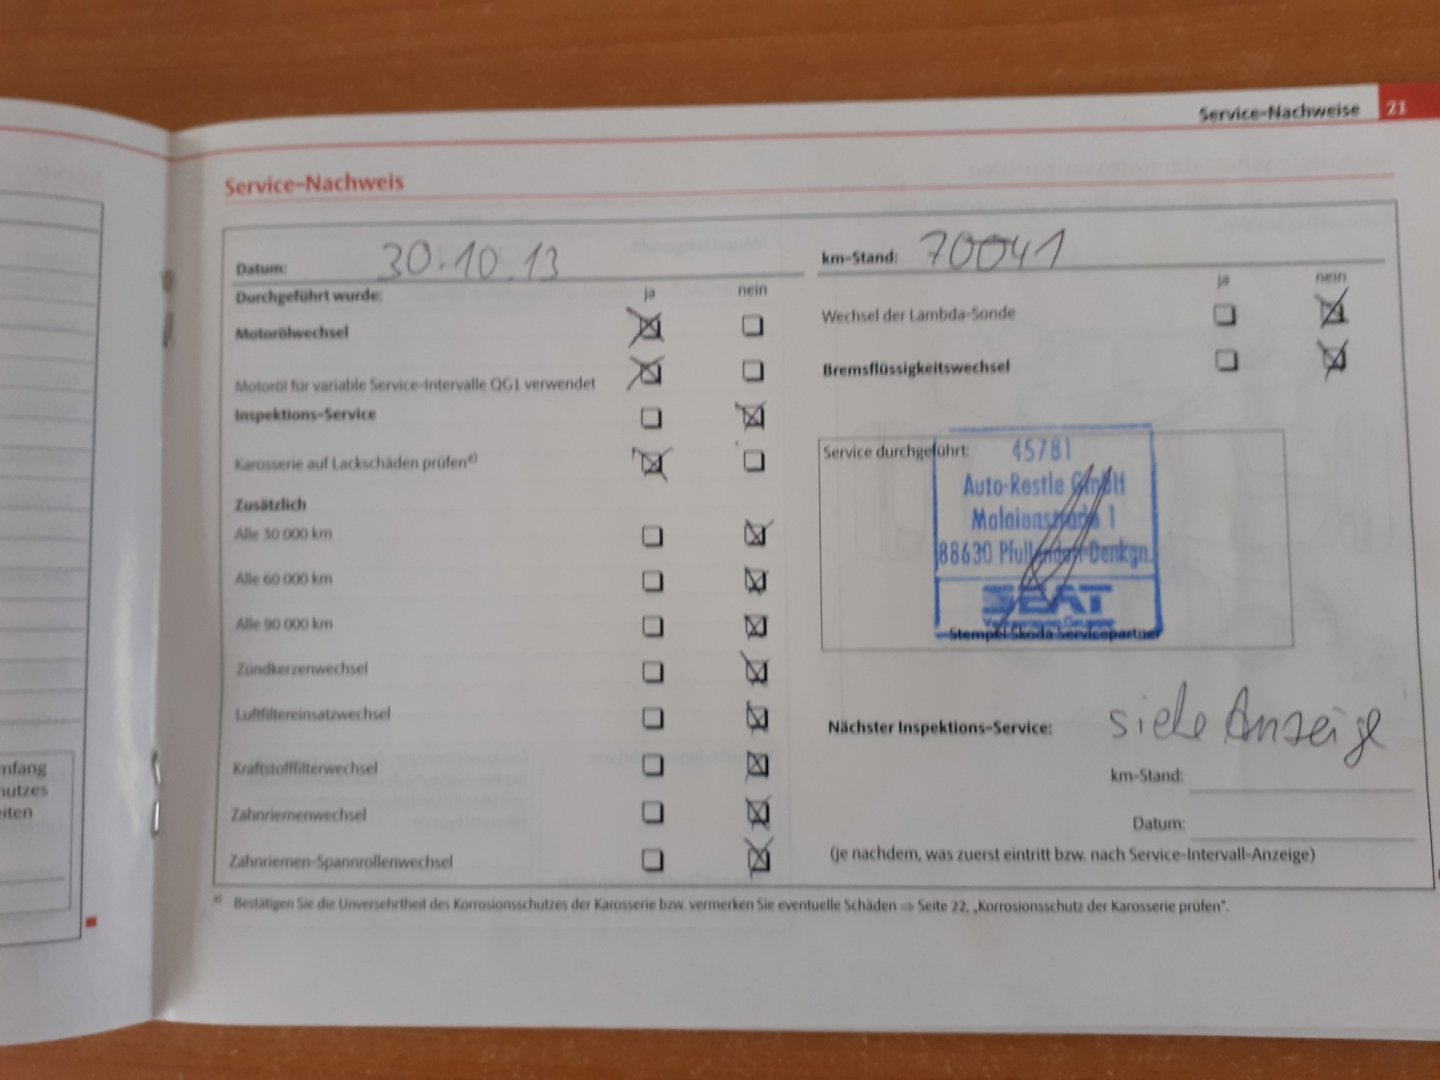 Service-Nachweise 21
Service-Nachweis
Datum: 30.10.13
Durchgeführt wurde: ja nein
Motorölwechsel
Motoröl für variable Service-Intervalle QG1 verwendet
Inspektions-Service
Karosserie auf Lackschäden prüfen a)
Zusätzlich
Alle 30 000 km
Alle 60 000 km
Alle 90 000 km
Zündkerzenwechsel
Luftfiltereinsatzwechsel
Kraftstofffilterwechsel
Zahnriemenwechsel
Zahnriemen-Spannrollenwechsel
km-Stand: 70041
ja nein
Wechsel der Lambda-Sonde
Bremsflüssigkeitswechsel
Service durchgeführt:
45781
Auto-Restle GmbH
1
88630 Pfullendorf-Denkgn.
SEAT
Stempel Skoda Servicepartner
Nächster Inspektions-Service: siehe Anzeige
km-Stand:
Datum:
(je nachdem, was zuerst eintritt bzw. nach Service-Intervall-Anzeige)
a) Bestätigen Sie die Unversehrtheit des Korrosionsschutzes der Karosserie bzw. vermerken Sie eventuelle Schäden ⇒ Seite 22, „Korrosionsschutz der Karosserie prüfen".
mfang
hutzes
eiten